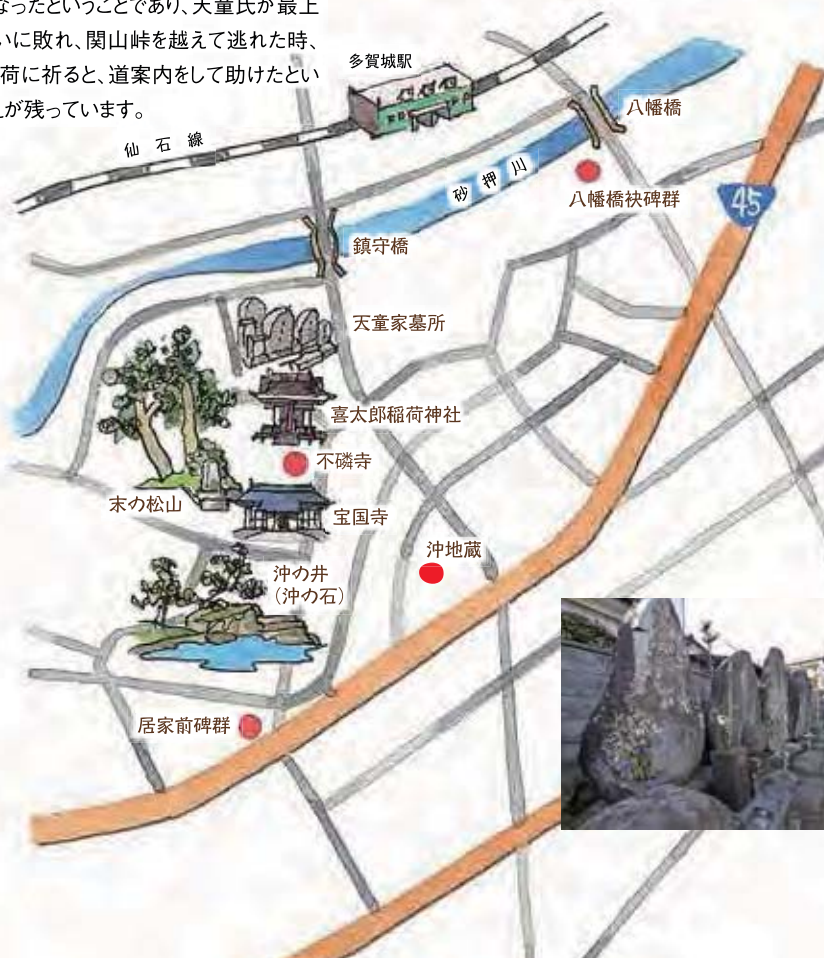 なったということであり、天童氏が最上
いに敗れ、関山峠を越えて逃れた時、
荷に祈ると、道案内をして助けたとい
が残っています。
多賀城駅
仙石線
八幡橋
砂押川
八幡橋袂碑群
45
鎮守橋
天童家墓所
喜太郎稲荷神社
不磷寺
末の松山
宝国寺
沖地蔵
沖の井
(沖の石)
居家前碑群